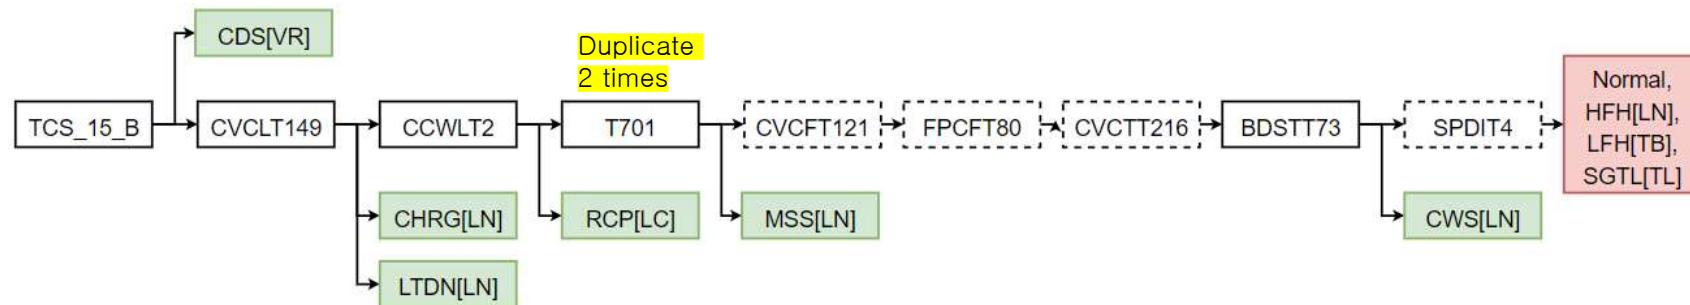 CDS[VR]
Duplicate
2 times
Normal,
HFH[LN],
LFH[TB],
SGTL[TL]
TCS_15_B
CVCLT149
CCWLT2
T701
CVCFT121
FPCFT80
CVCTT216
BDSTT73
SPDIT4
CHRG[LN]
RCP[LC]
MSS[LN]
CWS[LN]
LTDN[LN]